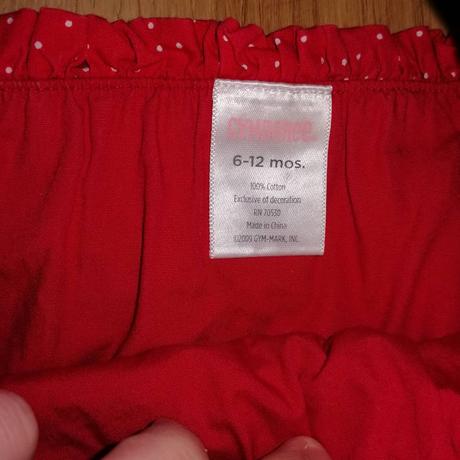 GYMBOREE.
6-12 mos.
100% Cotton
Exclusive of decoration
RN 70530
Made in China
©2009 GYM-MARK, INC.